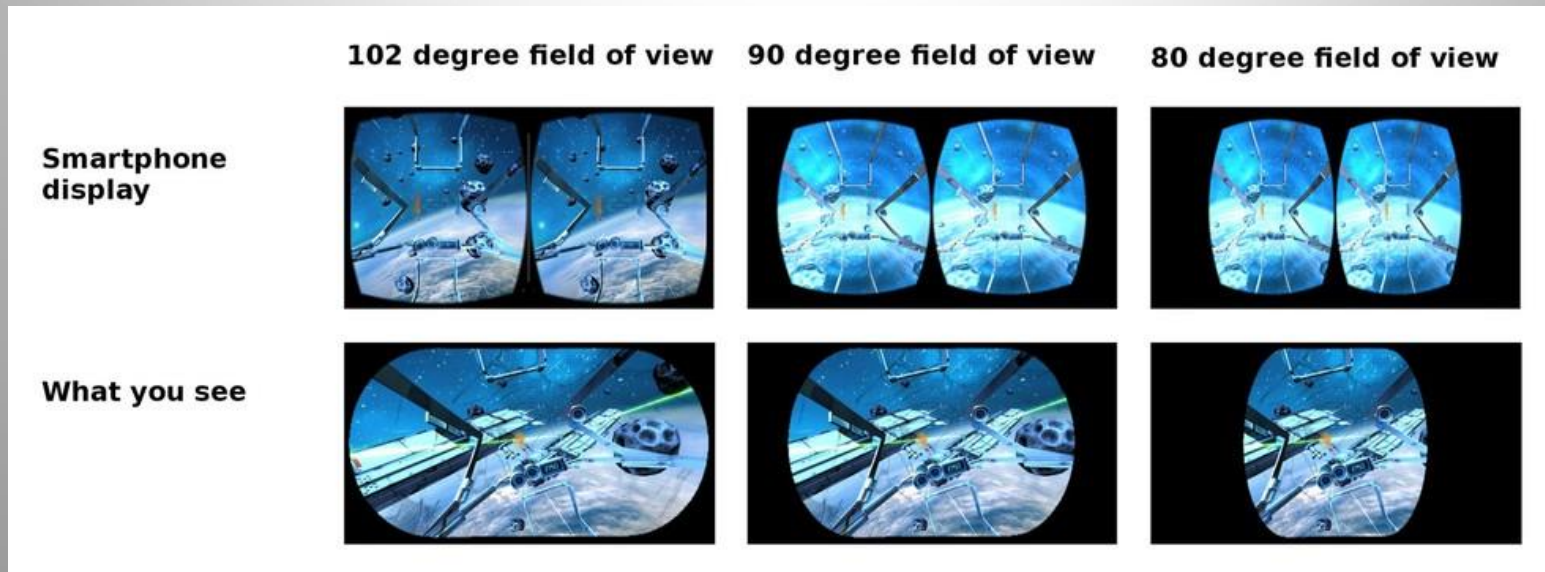 102 degree field of view
90 degree field of view
80 degree field of view
Smartphone
display
What you see